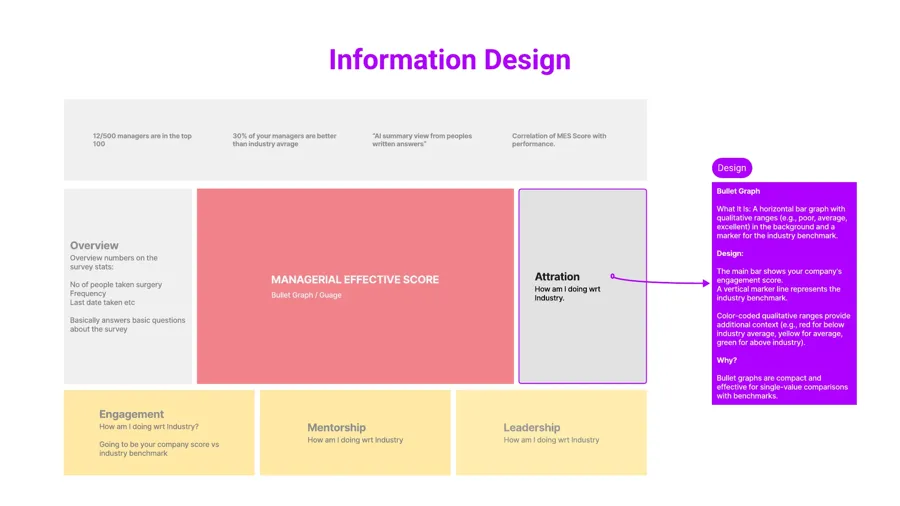 Information Design
12/500 managers are in the top
100
30% of your managers are better
than industry avrage
"AI summary view from peoples
written answers"
Correlation of MES Score with
performance.
Overview
Overview numbers on the
survey stats:
No of people taken surgery
Frequency
Last date taken etc
Basically answers basic questions
about the survey
MANAGERIAL EFFECTIVE SCORE
Bullet Graph / Guage
Attration
How am I doing wrt
Industry.
Design
Bullet Graph
What It Is: A horizontal bar graph with
qualitative ranges (e.g., poor, average,
excellent) in the background and a
marker for the industry benchmark.
Design:
The main bar shows your company's
engagement score.
A vertical marker line represents the
industry benchmark.
Color-coded qualitative ranges provide
additional context (e.g., red for below
industry average, yellow for average,
green for above industry).
Why?
Bullet graphs are compact and
effective for single-value comparisons
with benchmarks.
Engagement
How am I doing wrt Industry?
Going to be your company score vs
industry benchmark
Mentorship
How am I doing wrt Industry
Leadership
How am I doing wrt Industry